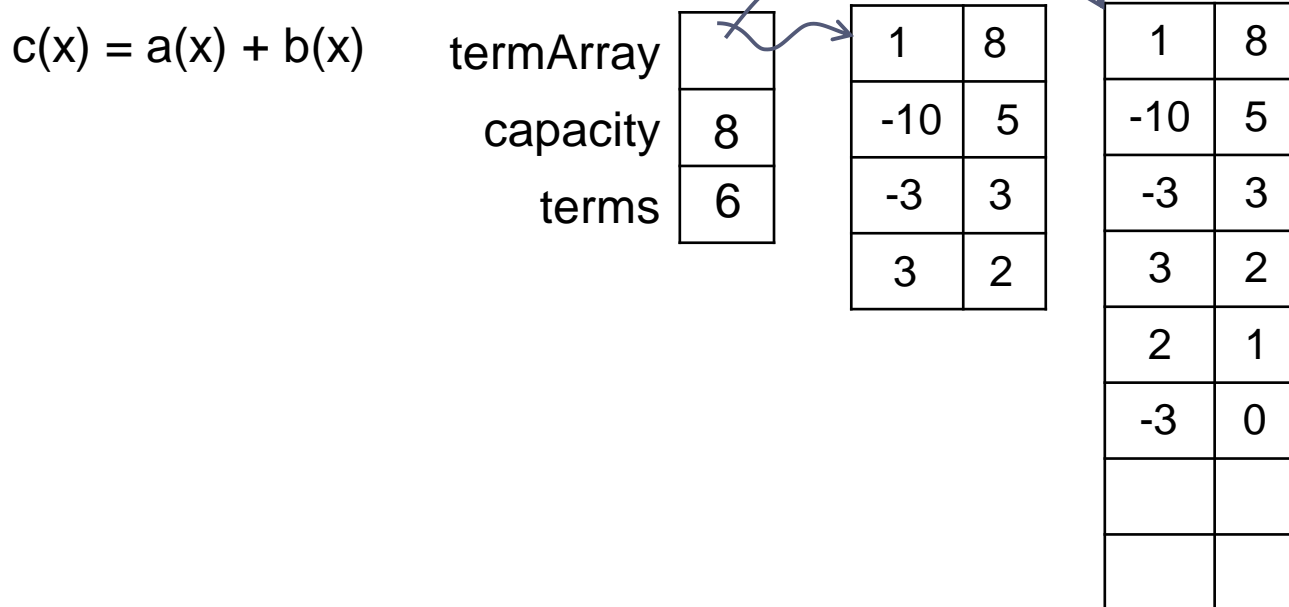 c(x) = a(x) + b(x)
termArray
capacity 8
terms 6
1 8
-10 5
-3 3
3 2
1 8
-10 5
-3 3
3 2
2 1
-3 0